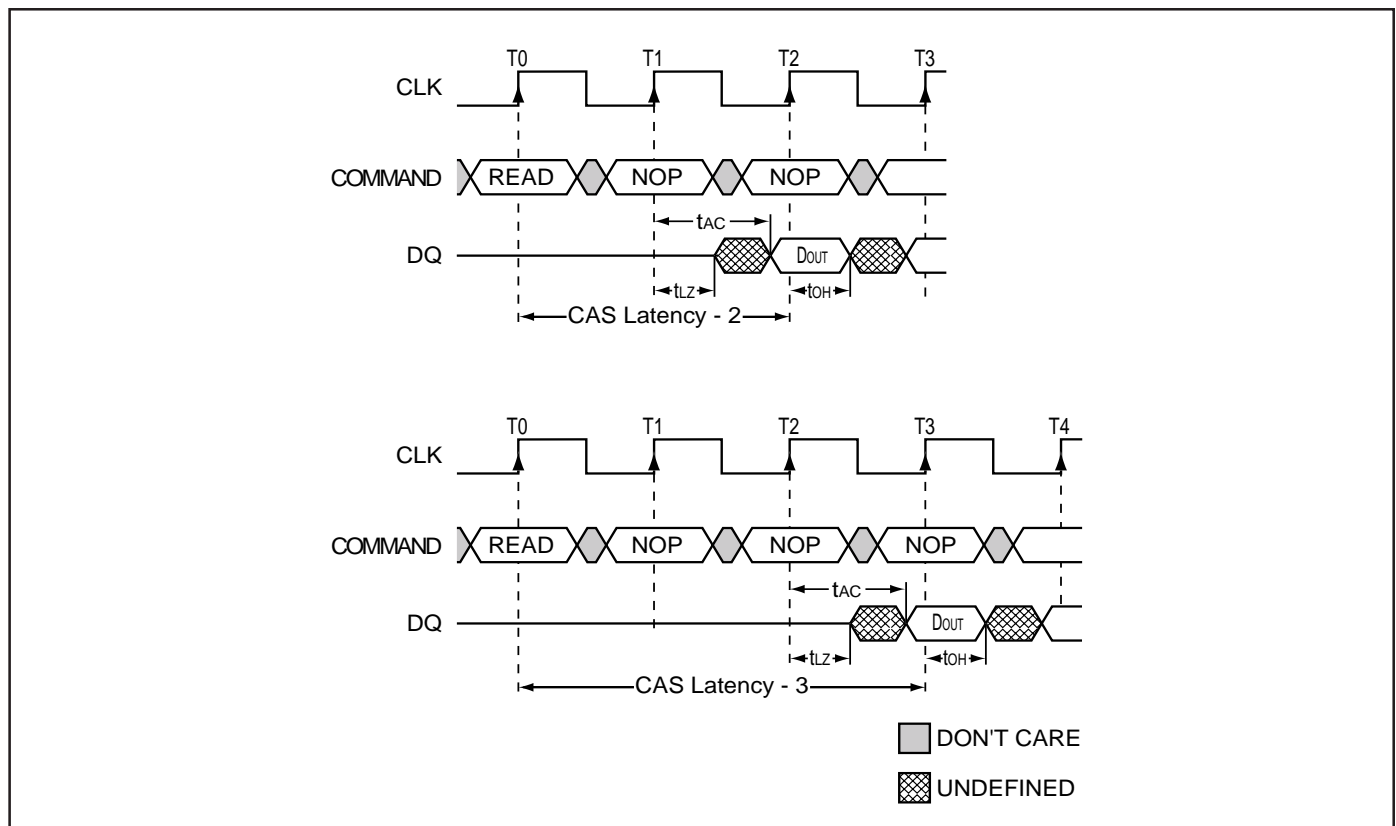 T0 T1 T2 T3
CLK
COMMAND READ NOP NOP
tAC
DQ DOUT
tLZ tOH
CAS Latency - 2
T0 T1 T2 T3 T4
CLK
COMMAND READ NOP NOP NOP
tAC
DQ DOUT
tLZ tOH
CAS Latency - 3
DON'T CARE
UNDEFINED